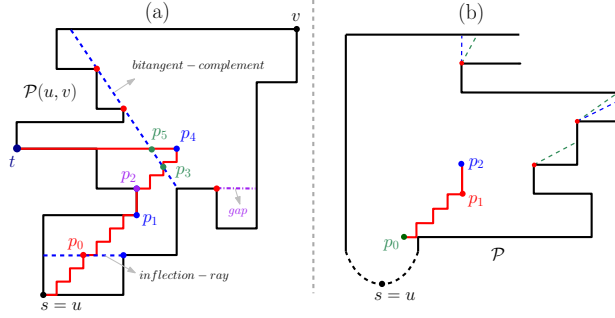 (a)
v
bitangent − complement
𝒫(u, v)
p₅
p₄
t
p₃
p₂
p₁
gap
p₀
inflection − ray
s = u
(b)
p₂
p₁
p₀
𝒫
s = u